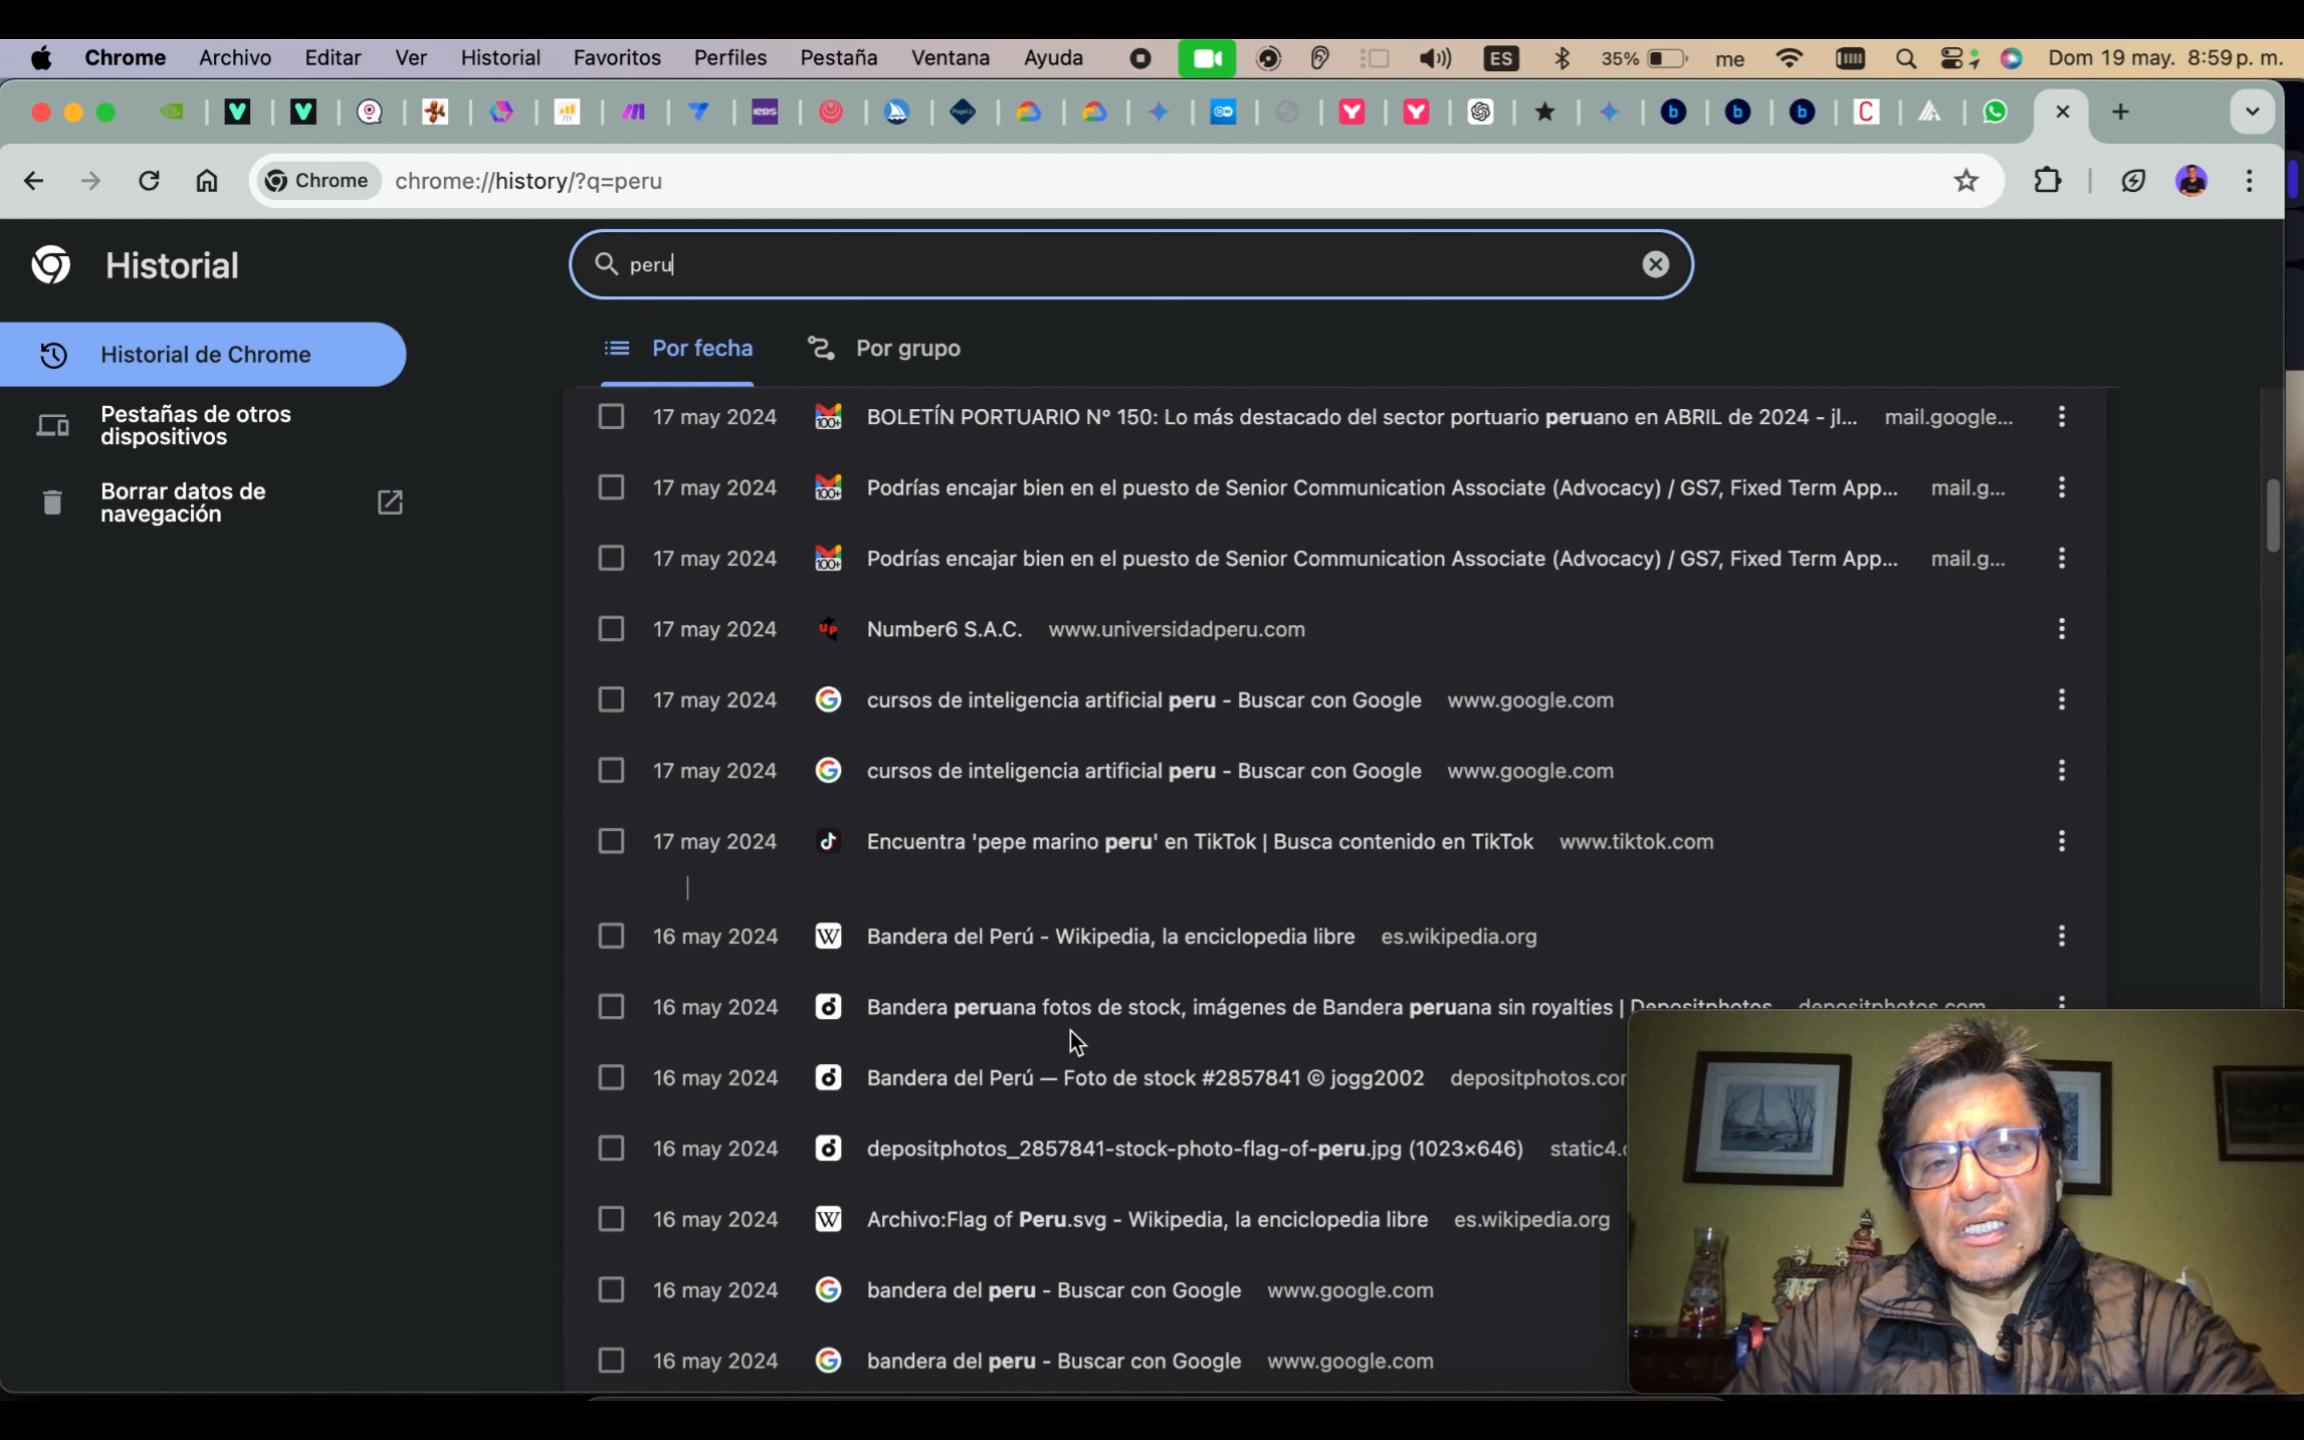 Chrome Archivo Editar Ver Historial Favoritos Perfiles Pestaña Ventana Ayuda ES 35% me Dom 19 may. 8:59 p. m.
Chrome chrome://history/?q=peru
Historial
peru
Historial de Chrome
Pestañas de otros
dispositivos
Borrar datos de
navegación
Por fecha Por grupo
17 may 2024 BOLETÍN PORTUARIO Nº 150: Lo más destacado del sector portuario peruano en ABRIL de 2024 - jl... mail.google...
17 may 2024 Podrías encajar bien en el puesto de Senior Communication Associate (Advocacy) / GS7, Fixed Term App... mail.g...
17 may 2024 Podrías encajar bien en el puesto de Senior Communication Associate (Advocacy) / GS7, Fixed Term App... mail.g...
17 may 2024 Number6 S.A.C. www.universidadperu.com
17 may 2024 cursos de inteligencia artificial peru - Buscar con Google www.google.com
17 may 2024 cursos de inteligencia artificial peru - Buscar con Google www.google.com
17 may 2024 Encuentra 'pepe marino peru' en TikTok | Busca contenido en TikTok www.tiktok.com
16 may 2024 Bandera del Perú - Wikipedia, la enciclopedia libre es.wikipedia.org
16 may 2024 Bandera peruana fotos de stock, imágenes de Bandera peruana sin royalties | Depositphotos depositphotos.com
16 may 2024 Bandera del Perú — Foto de stock #2857841 © jogg2002 depositphotos.com
16 may 2024 depositphotos_2857841-stock-photo-flag-of-peru.jpg (1023×646) static4.
16 may 2024 Archivo:Flag of Peru.svg - Wikipedia, la enciclopedia libre es.wikipedia.org
16 may 2024 bandera del peru - Buscar con Google www.google.com
16 may 2024 bandera del peru - Buscar con Google www.google.com